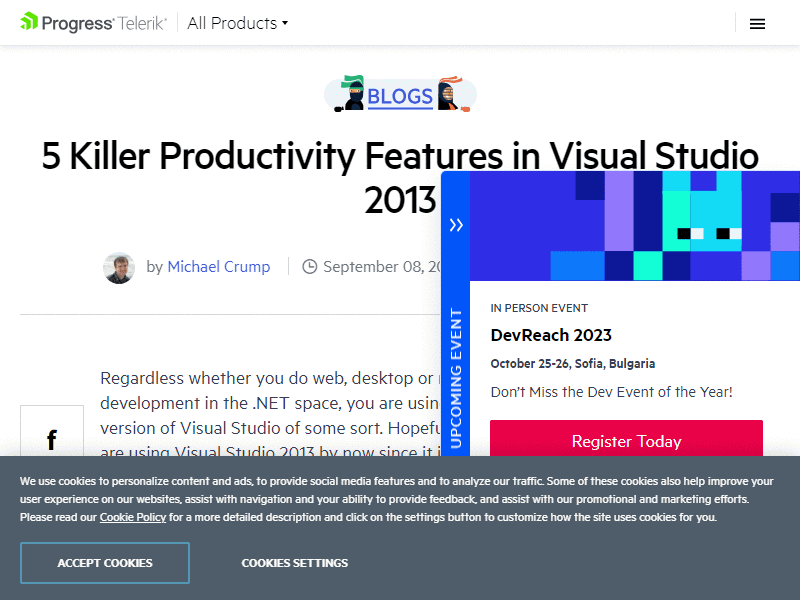 Progress Telerik
All Products
BLOGS
5 Killer Productivity Features in Visual Studio
2013
by Michael Crump
September 08, 20
UPCOMING EVENT
IN PERSON EVENT
DevReach 2023
October 25-26, Sofia, Bulgaria
Don't Miss the Dev Event of the Year!
Register Today
Regardless whether you do web, desktop or
development in the .NET space, you are usin
version of Visual Studio of some sort. Hopefu
are using Visual Studio 2013 by now since it i
f
We use cookies to personalize content and ads, to provide social media features and to analyze our traffic. Some of these cookies also help improve your
user experience on our websites, assist with navigation and your ability to provide feedback, and assist with our promotional and marketing efforts.
Please read our Cookie Policy for a more detailed description and click on the settings button to customize how the site uses cookies for you.
ACCEPT COOKIES
COOKIES SETTINGS